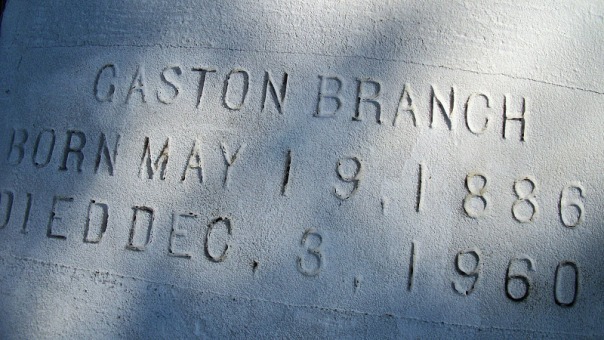 GASTON BRANCH
BORN MAY 19, 1886
DIED DEC. 3, 1960